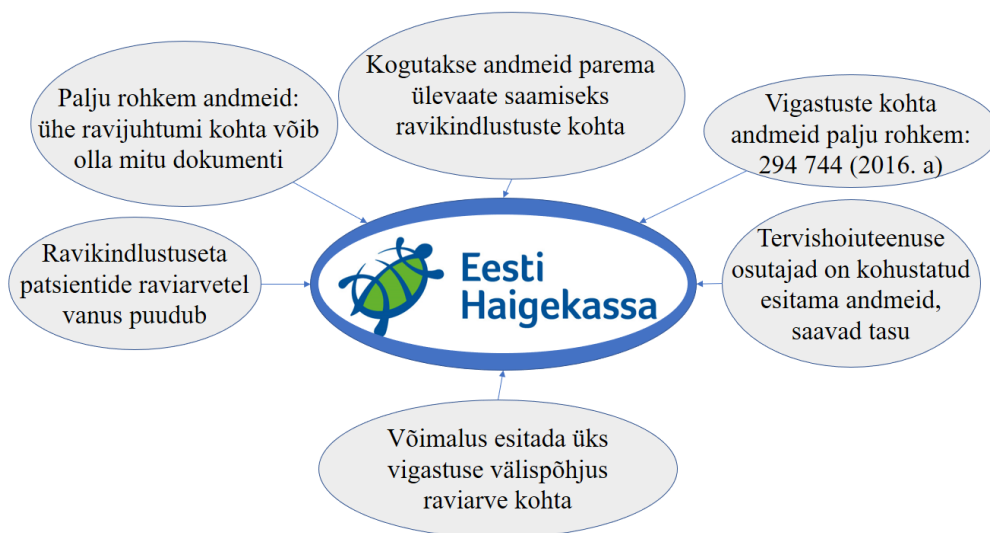 Kogutakse andmeid parema
ülevaate saamiseks
ravikindlustuste kohta
Palju rohkem andmeid:
ühe ravijuhtumi kohta võib
olla mitu dokumenti
Vigastuste kohta
andmeid palju rohkem:
294 744 (2016. a)
Ravikindlustuseta
patsientide raviarvetel
vanus puudub
Eesti
Haigekassa
Tervishoiuteenuse
osutajad on kohustatud
esitama andmeid,
saavad tasu
Võimalus esitada üks
vigastuse välispõhjus
raviarve kohta